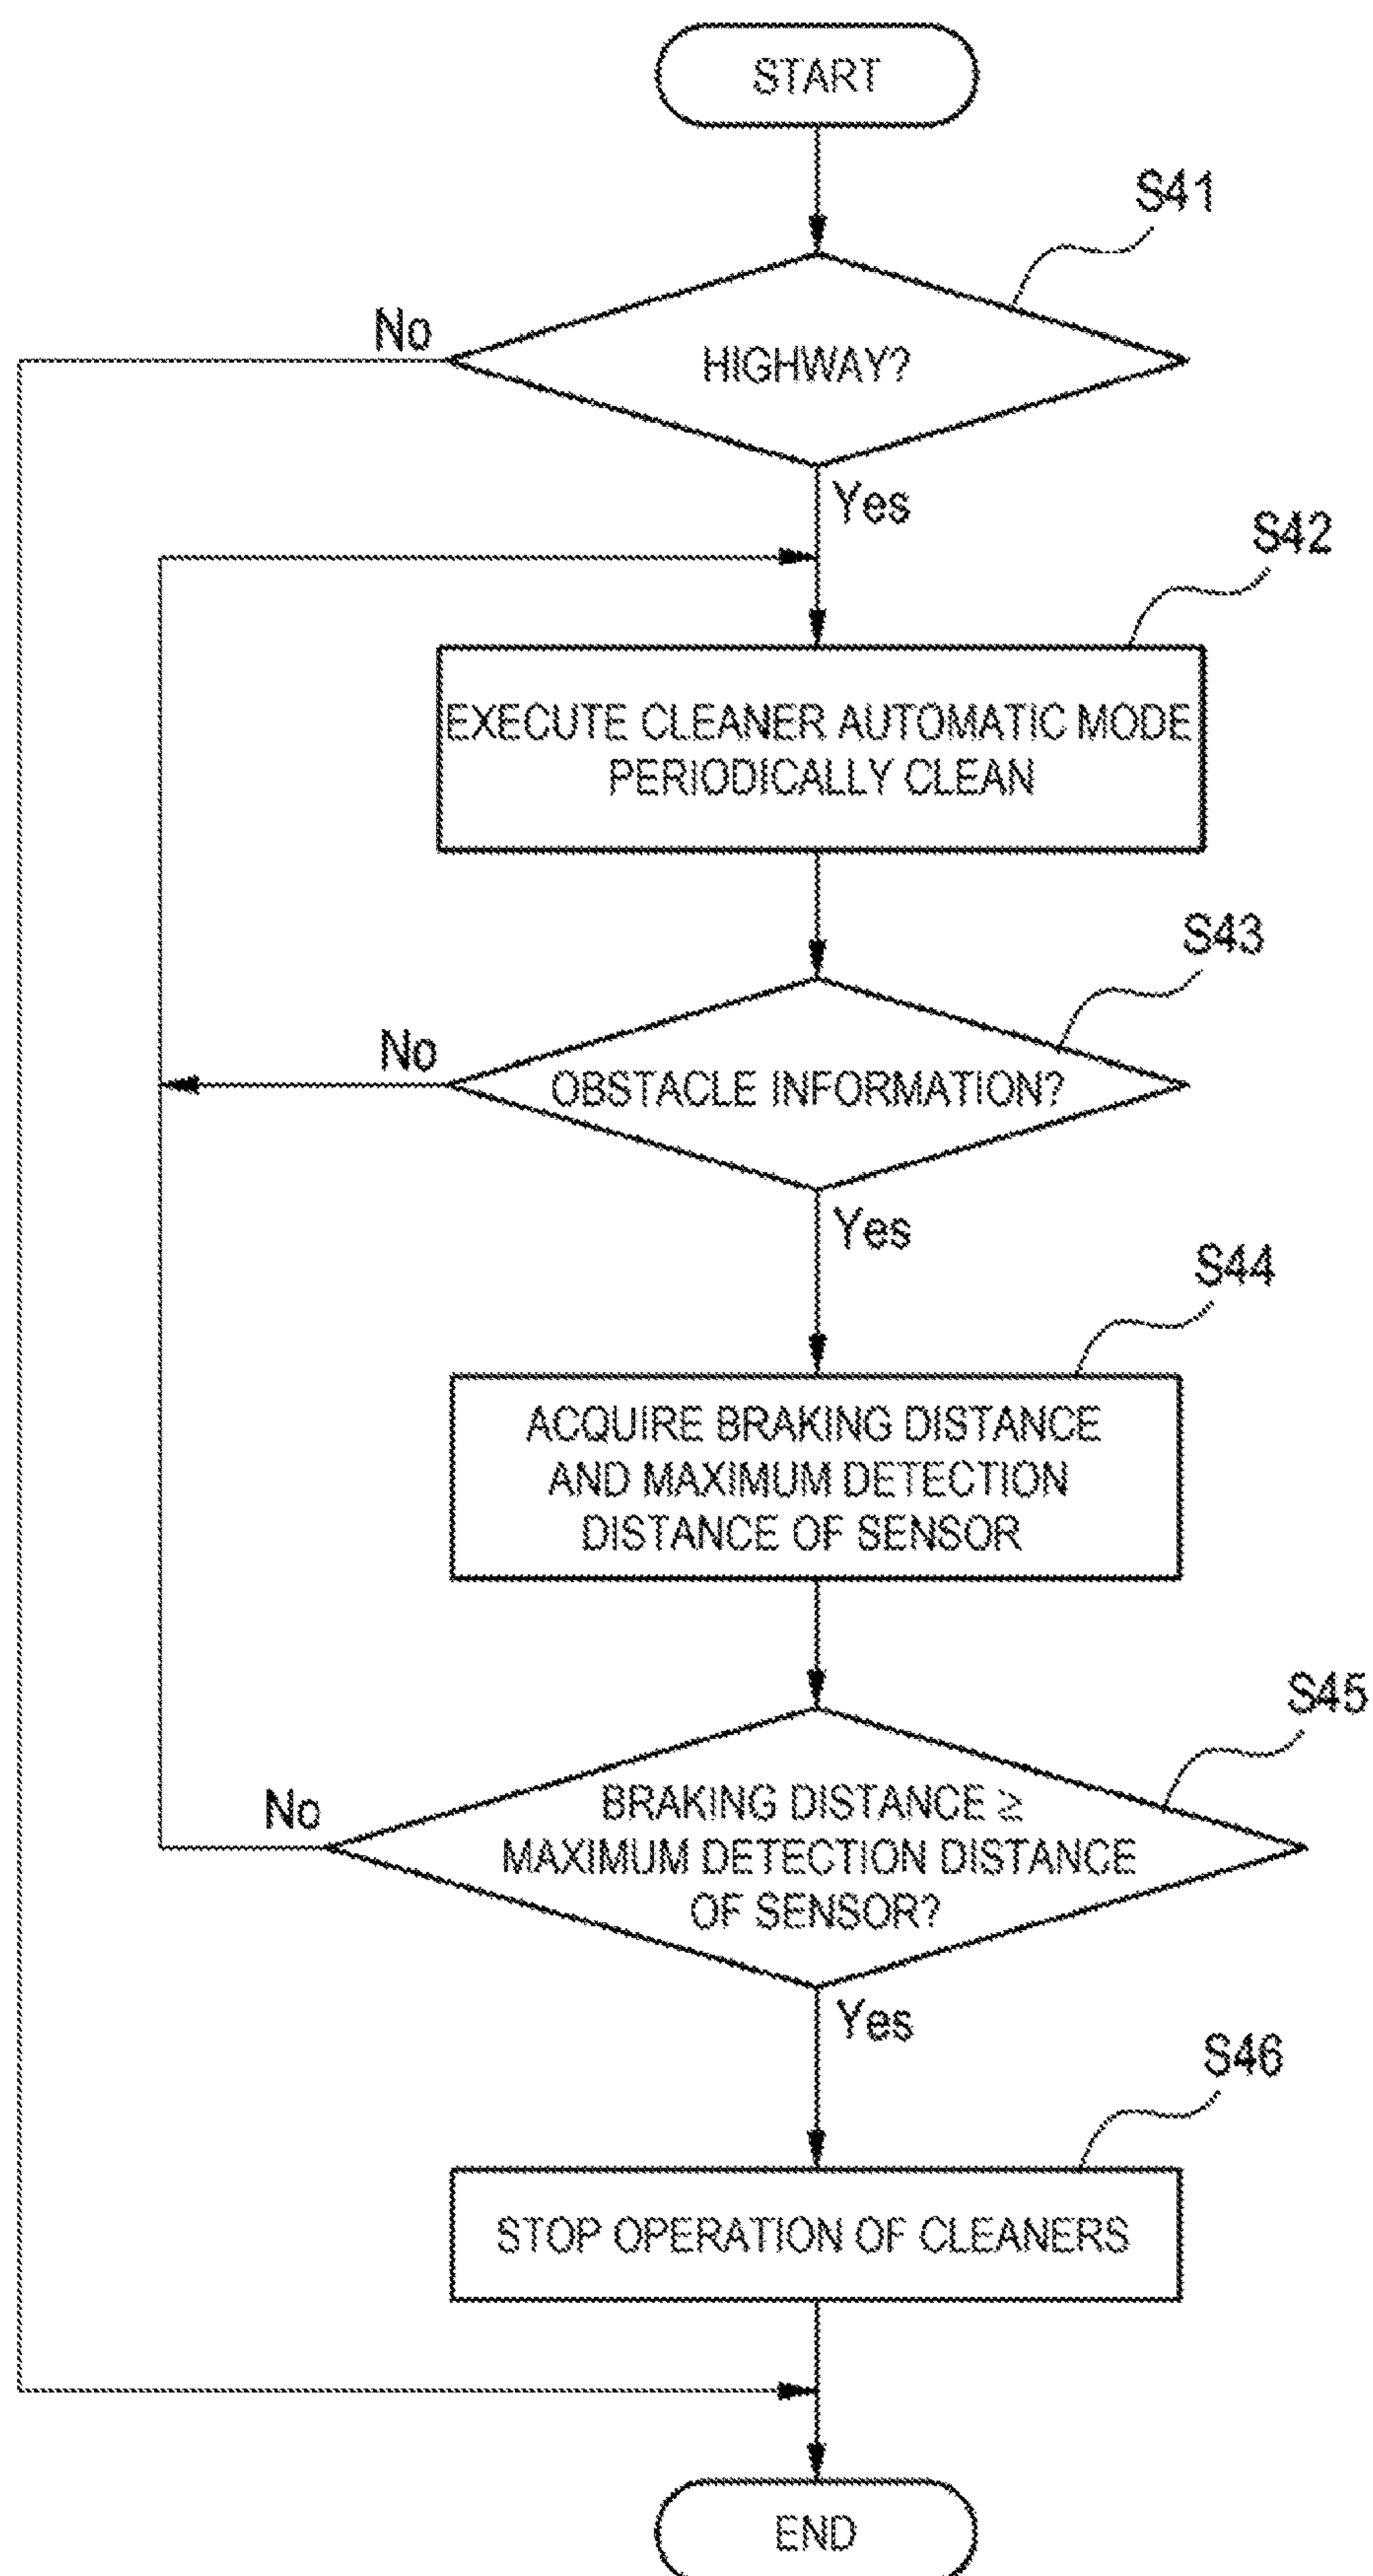 START
S41
No
HIGHWAY?
Yes
S42
EXECUTE CLEANER AUTOMATIC MODE
PERIODICALLY CLEAN
S43
No
OBSTACLE INFORMATION?
Yes
S44
ACQUIRE BRAKING DISTANCE
AND MAXIMUM DETECTION
DISTANCE OF SENSOR
S45
No
BRAKING DISTANCE ≥
MAXIMUM DETECTION DISTANCE
OF SENSOR?
Yes
S46
STOP OPERATION OF CLEANERS
END